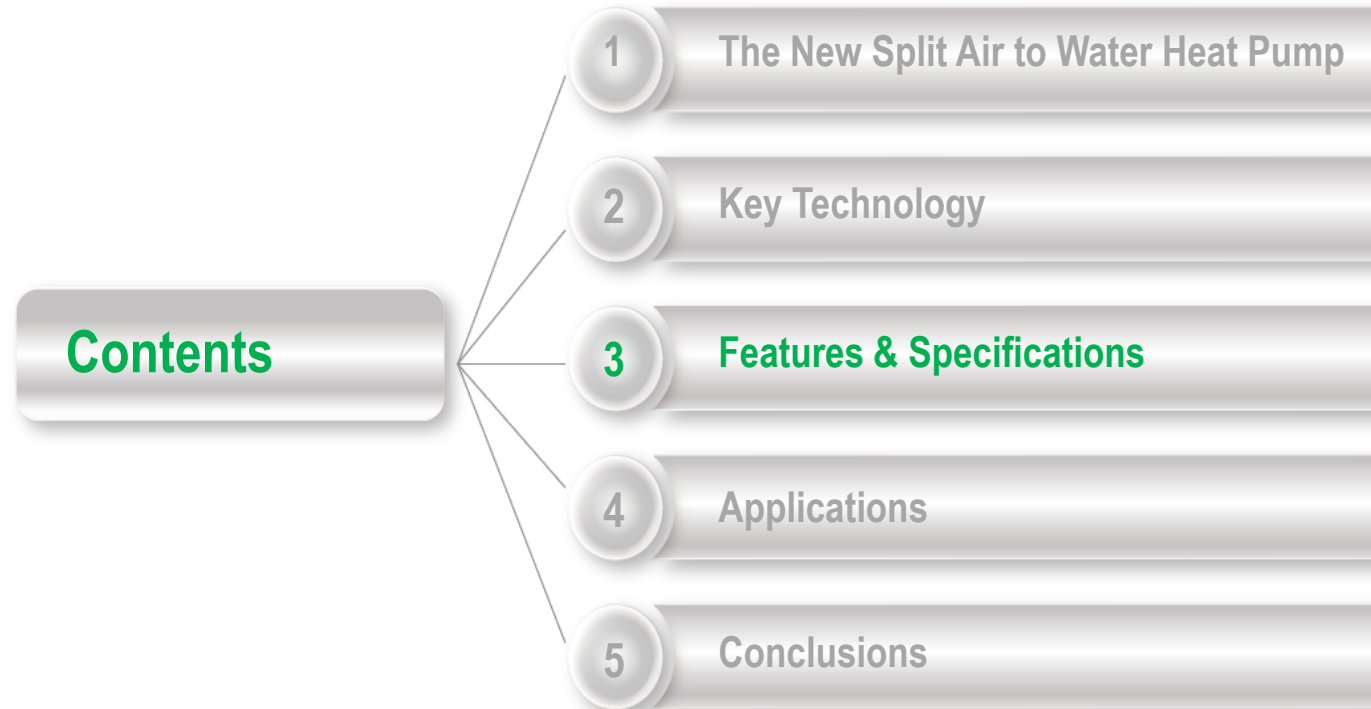 Contents
1
The New Split Air to Water Heat Pump
2
Key Technology
3
Features & Specifications
4
Applications
5
Conclusions